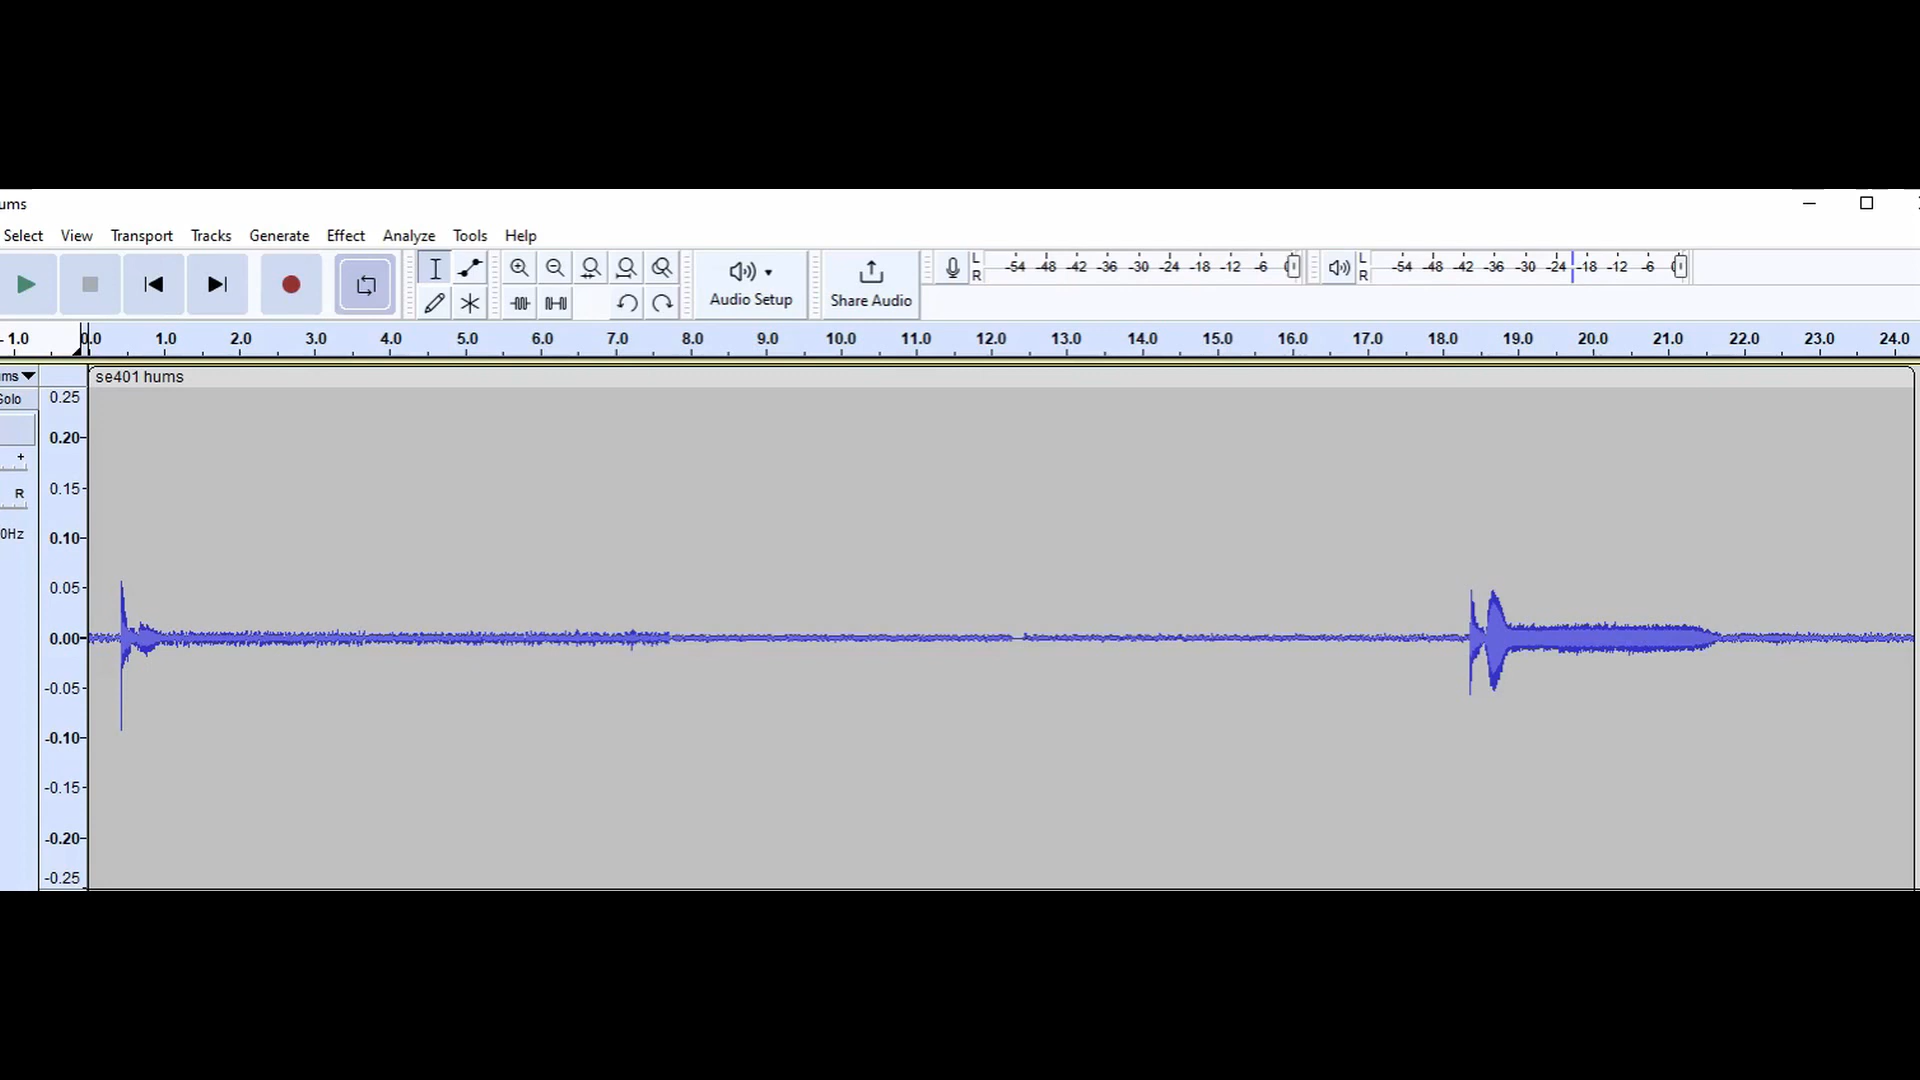 ums
Select View Transport Tracks Generate Effect Analyze Tools Help
Audio Setup
Share Audio
L
R
-54 -48 -42 -36 -30 -24 -18 -12 -6 0
L
R
-54 -48 -42 -36 -30 -24 -18 -12 -6 0
-1.0 0.0 1.0 2.0 3.0 4.0 5.0 6.0 7.0 8.0 9.0 10.0 11.0 12.0 13.0 14.0 15.0 16.0 17.0 18.0 19.0 20.0 21.0 22.0 23.0 24.0
ms
se401 hums
Solo
+
R
0Hz
0.25
0.20
0.15
0.10
0.05
0.00
-0.05
-0.10
-0.15
-0.20
-0.25